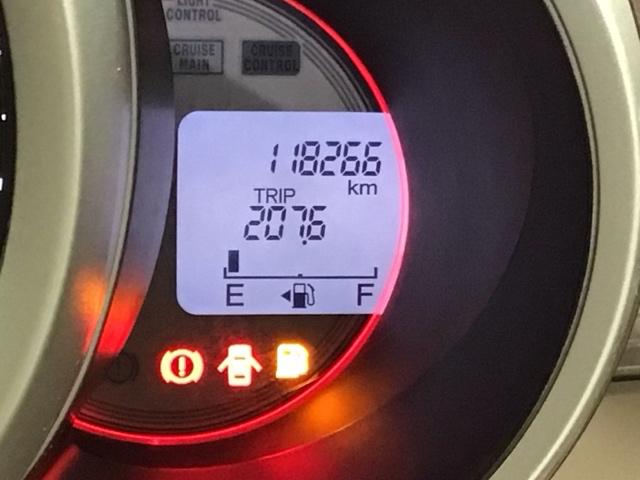 LIGHT
CONTROL
CRUISE
MAIN
CRUISE
CONTROL
118266
km
TRIP
207.6
E F